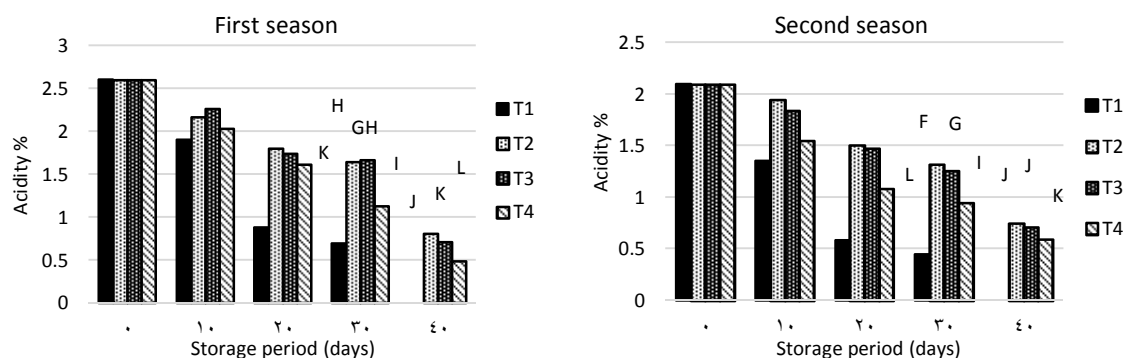 First season
3
2.5
2
1.5
1
0.5
0
Acidity %
H
GH
K
I
J
K
L
٠ ١٠ ٢٠ ٣٠ ٤٠
Storage period (days)
T1
T2
T3
T4
Second season
2.5
2
1.5
1
0.5
0
Acidity %
F
G
L
I
J
J
K
٠ ١٠ ٢٠ ٣٠ ٤٠
Storage period (days)
T1
T2
T3
T4